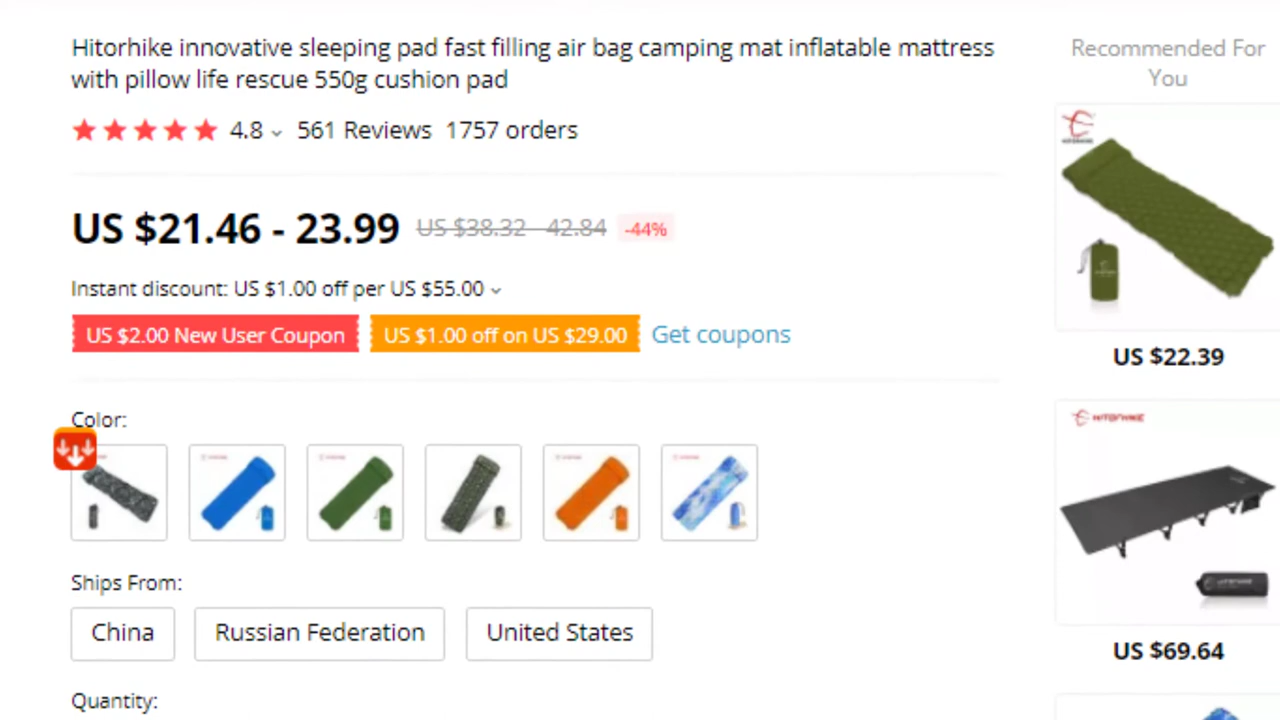 Hitorhike innovative sleeping pad fast filling air bag camping mat inflatable mattress
with pillow life rescue 550g cushion pad
4.8 561 Reviews 1757 orders
US $21.46 - 23.99 US $38.32 - 42.84 -44%
Instant discount: US $1.00 off per US $55.00
US $2.00 New User Coupon US $1.00 off on US $29.00 Get coupons
Color:
Ships From:
China Russian Federation United States
Quantity:
Recommended For
You
HITORHIKE
US $22.39
HITORHIKE
US $69.64